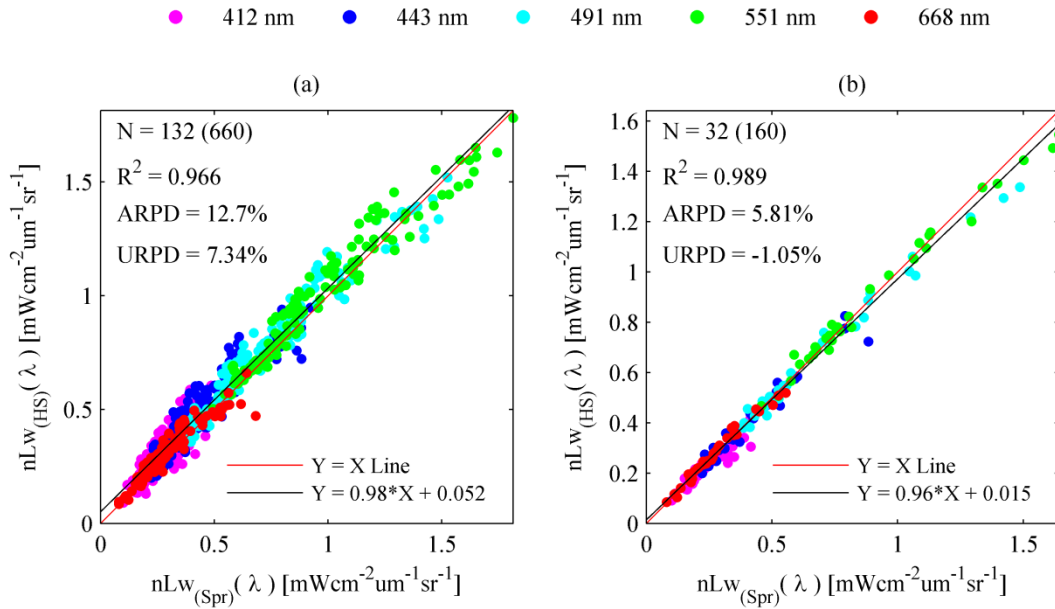 412 nm 443 nm 491 nm 551 nm 668 nm
(a)
N = 132 (660)
R² = 0.966
ARPD = 12.7%
URPD = 7.34%
Y = X Line
Y = 0.98*X + 0.052
1.5
1
0.5
0
0 0.5 1 1.5
nLw(HS)(λ) [mWcm⁻²um⁻¹sr⁻¹]
nLw(Spr)(λ) [mWcm⁻²um⁻¹sr⁻¹]
(b)
N = 32 (160)
R² = 0.989
ARPD = 5.81%
URPD = -1.05%
Y = X Line
Y = 0.96*X + 0.015
1.6
1.4
1.2
1
0.8
0.6
0.4
0.2
0
0 0.5 1 1.5
nLw(HS)(λ) [mWcm⁻²um⁻¹sr⁻¹]
nLw(Spr)(λ) [mWcm⁻²um⁻¹sr⁻¹]